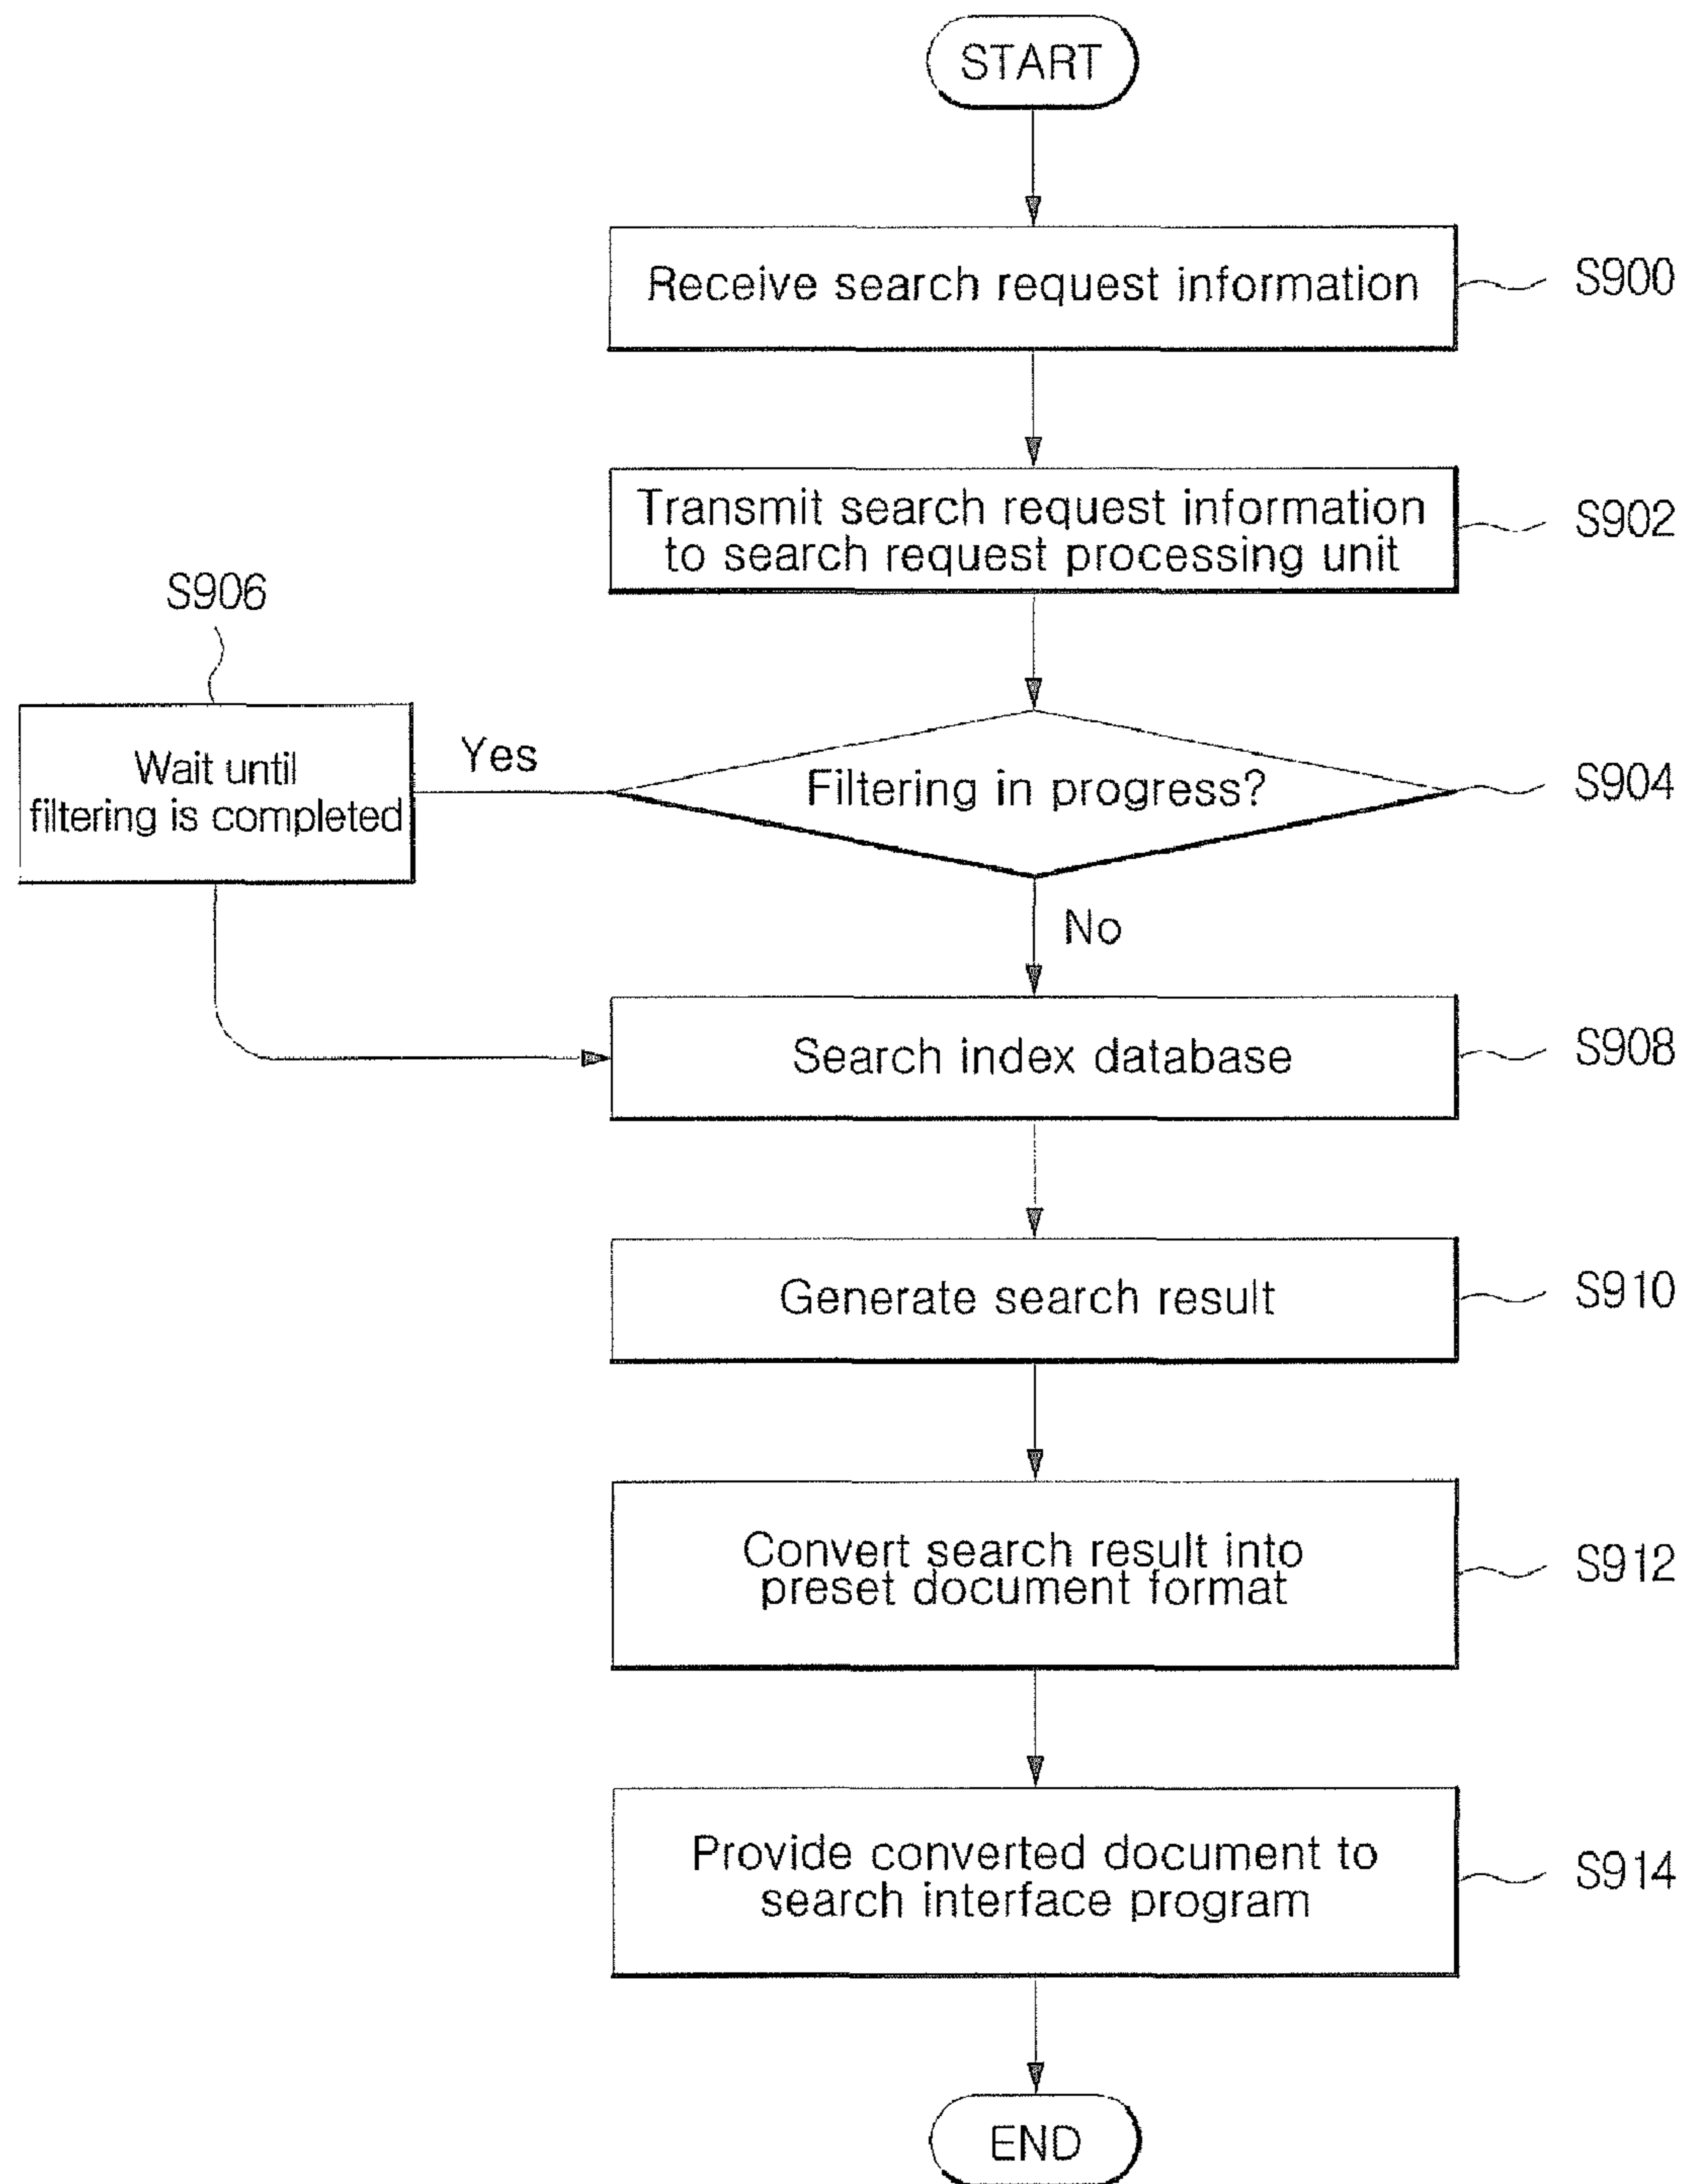 START
Receive search request information
S900
Transmit search request information
to search request processing unit
S902
S906
Wait until
filtering is completed
Yes
Filtering in progress?
S904
No
Search index database
S908
Generate search result
S910
Convert search result into
preset document format
S912
Provide converted document to
search interface program
S914
END